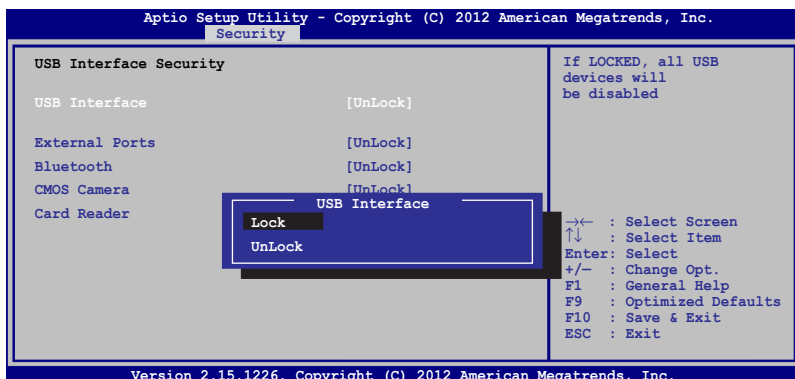 Aptio Setup Utility - Copyright (C) 2012 American Megatrends, Inc.
Security
USB Interface Security
USB Interface [UnLock]
External Ports [UnLock]
Bluetooth [UnLock]
CMOS Camera [UnLock]
Card Reader
USB Interface
Lock
UnLock
If LOCKED, all USB
devices will
be disabled
→← : Select Screen
↑↓ : Select Item
Enter: Select
+/— : Change Opt.
F1 : General Help
F9 : Optimized Defaults
F10 : Save & Exit
ESC : Exit
Version 2.15.1226. Copyright (C) 2012 American Megatrends, Inc.